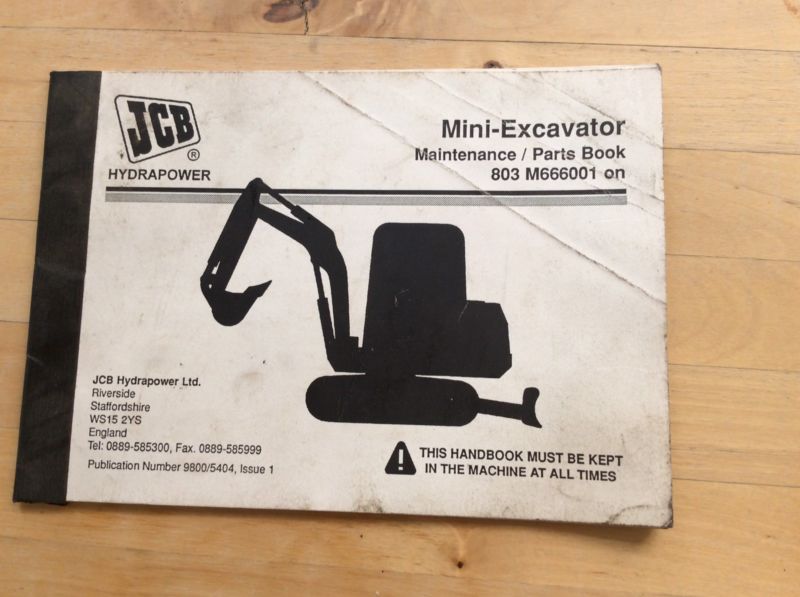 JCB
®
HYDRAPOWER
Mini-Excavator
Maintenance / Parts Book
803 M666001 on
JCB Hydrapower Ltd.
Riverside
Staffordshire
WS15 2YS
England
Tel: 0889-585300, Fax. 0889-585999
Publication Number 9800/5404, Issue 1
THIS HANDBOOK MUST BE KEPT
IN THE MACHINE AT ALL TIMES